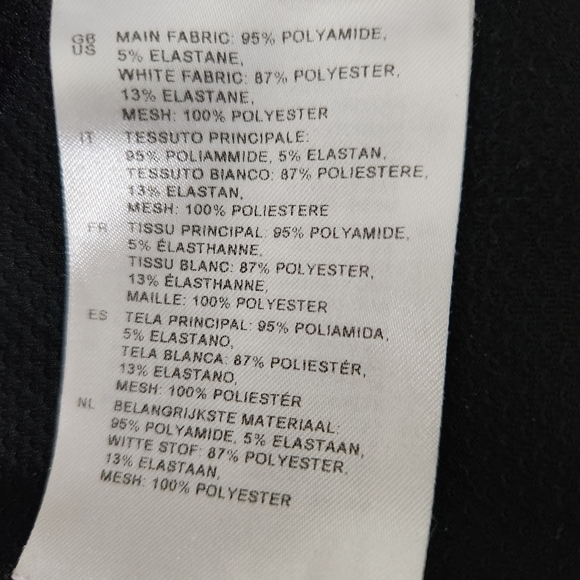 GB US MAIN FABRIC: 95% POLYAMIDE,
5% ELASTANE,
WHITE FABRIC: 87% POLYESTER,
13% ELASTANE,
MESH: 100% POLYESTER
IT TESSUTO PRINCIPALE:
95% POLIAMMIDE, 5% ELASTAN,
TESSUTO BIANCO: 87% POLIESTERE,
13% ELASTAN,
MESH: 100% POLIESTERE
FR TISSU PRINCIPAL: 95% POLYAMIDE,
5% ÉLASTHANNE,
TISSU BLANC: 87% POLYESTER,
13% ÉLASTHANNE,
MAILLE: 100% POLYESTER
ES TELA PRINCIPAL: 95% POLIAMIDA,
5% ELASTANO,
TELA BLANCA: 87% POLIESTÉR,
13% ELASTANO,
MESH: 100% POLIESTÉR
NL BELANGRIJKSTE MATERIAAL:
95% POLYAMIDE, 5% ELASTAAN,
WITTE STOF: 87% POLYESTER,
13% ELASTAAN,
MESH: 100% POLYESTER